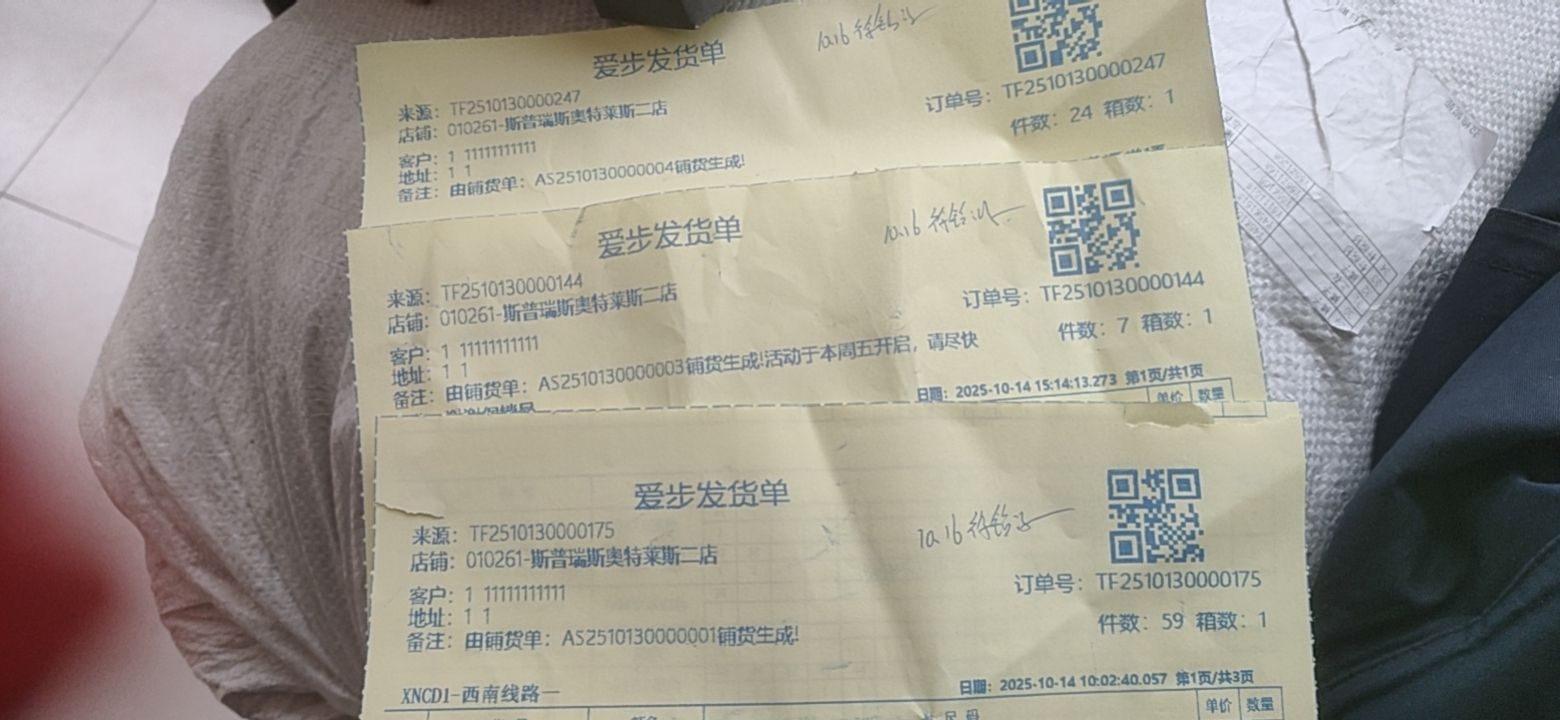 爱步发货单
10.16
来源：TF2510130000247
店铺：010261-斯普瑞斯奥特莱斯二店
订单号：TF2510130000247
客户：1 11111111111
件数：24 箱数：1
地址：1 1
备注：由铺货单：AS2510130000004铺货生成!
爱步发货单
10.16
来源：TF2510130000144
店铺：010261-斯普瑞斯奥特莱斯二店
订单号：TF2510130000144
客户：1 11111111111
件数：7 箱数：1
地址：1 1
备注：由铺货单：AS2510130000003铺货生成!活动于本周五开启，请尽快
日期：2025-10-14 15:14:13.273 第1页/共1页
单价 数量
爱步发货单
10.16
来源：TF2510130000175
店铺：010261-斯普瑞斯奥特莱斯二店
订单号：TF2510130000175
客户：1 11111111111
件数：59 箱数：1
地址：1 1
备注：由铺货单：AS2510130000001铺货生成!
XNCD1-西南线路一
日期：2025-10-14 10:02:40.057 第1页/共3页
单价 数量